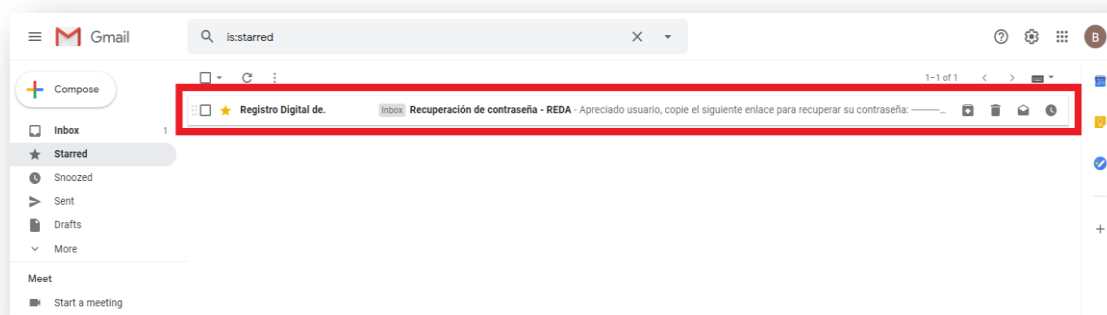 Gmail
is:starred
B
Compose
1–1 of 1
Registro Digital de. Inbox Recuperación de contraseña - REDA - Apreciado usuario, copie el siguiente enlace para recuperar su contraseña: ———…
Inbox 1
Starred
Snoozed
Sent
Drafts
More
Meet
Start a meeting